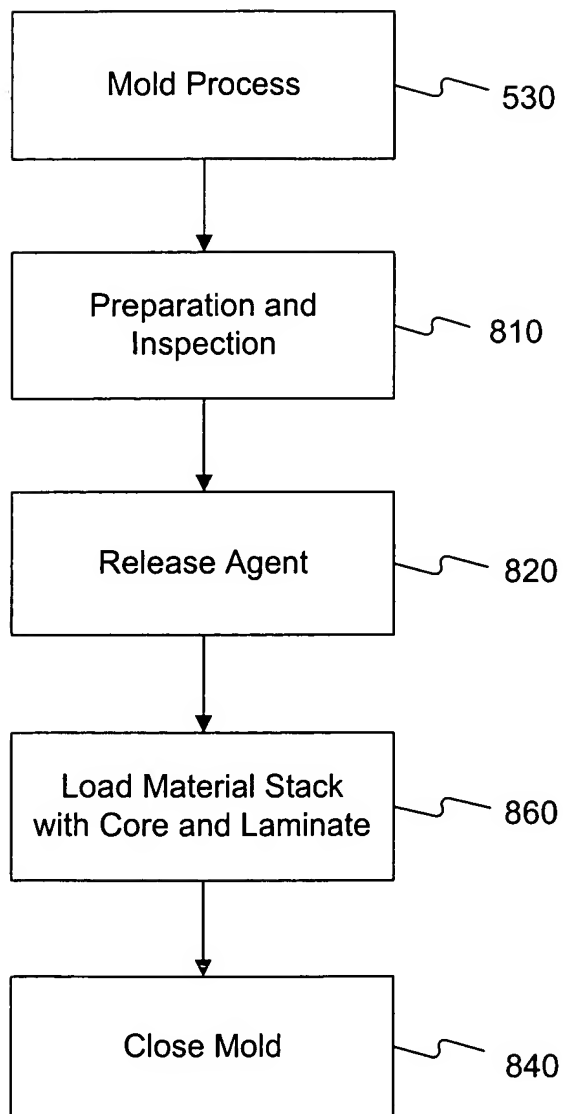 Mold Process
530
Preparation and
Inspection
810
Release Agent
820
Load Material Stack
with Core and Laminate
860
Close Mold
840